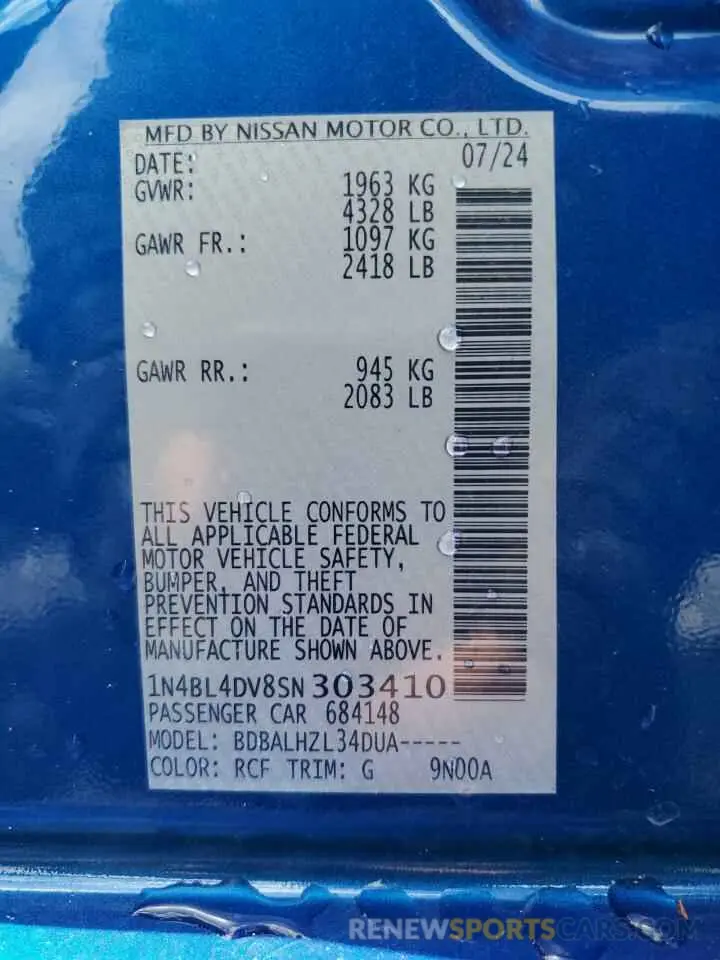 MFD BY NISSAN MOTOR CO., LTD.
DATE: 07/24
GVWR: 1963 KG
4328 LB
GAWR FR.: 1097 KG
2418 LB
GAWR RR.: 945 KG
2083 LB
THIS VEHICLE CONFORMS TO
ALL APPLICABLE FEDERAL
MOTOR VEHICLE SAFETY,
BUMPER, AND THEFT
PREVENTION STANDARDS IN
EFFECT ON THE DATE OF
MANUFACTURE SHOWN ABOVE.
1N4BL4DV8SN303410
PASSENGER CAR 684148
MODEL: BDBALHZL34DUA-----
COLOR: RCF TRIM: G 9N00A
RENEWSPORTSCARS.COM